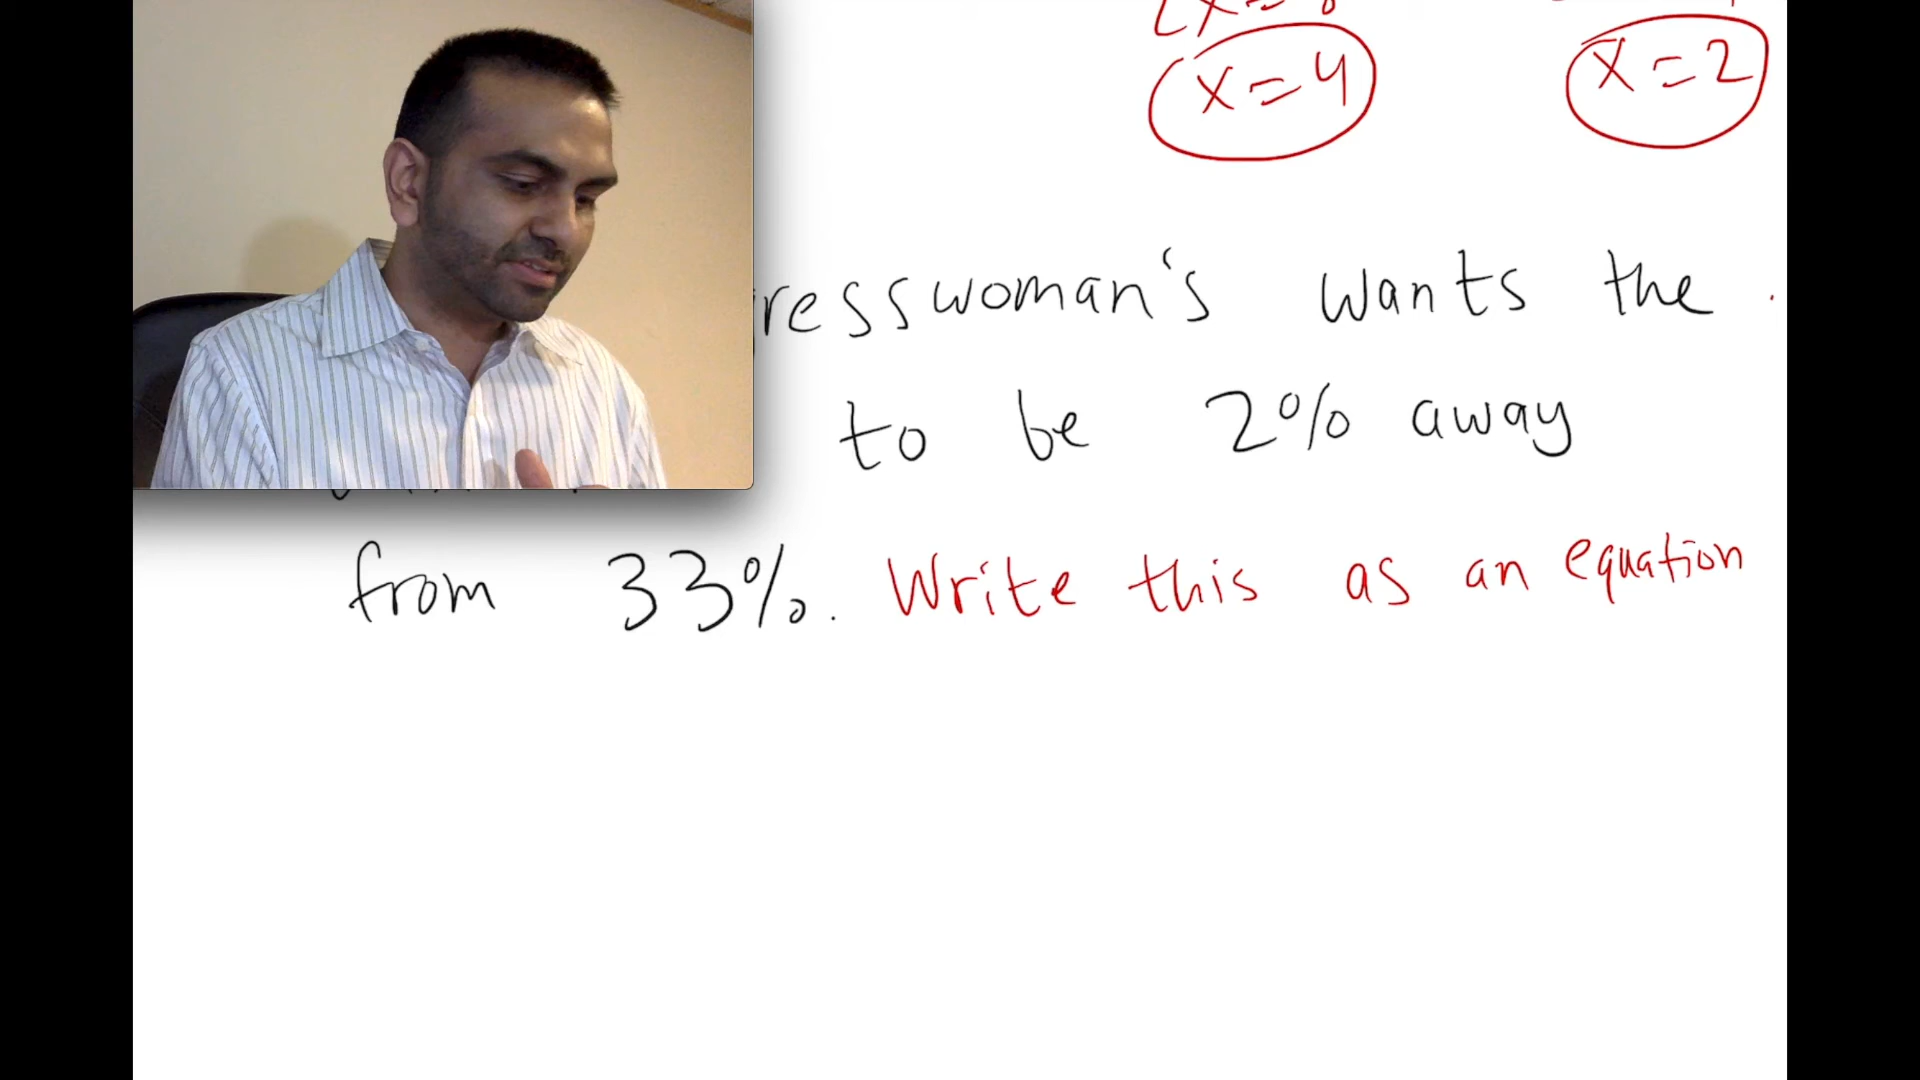 x=4
x=2
resswoman's wants the
to be 2% away
from 33%. Write this as an equation